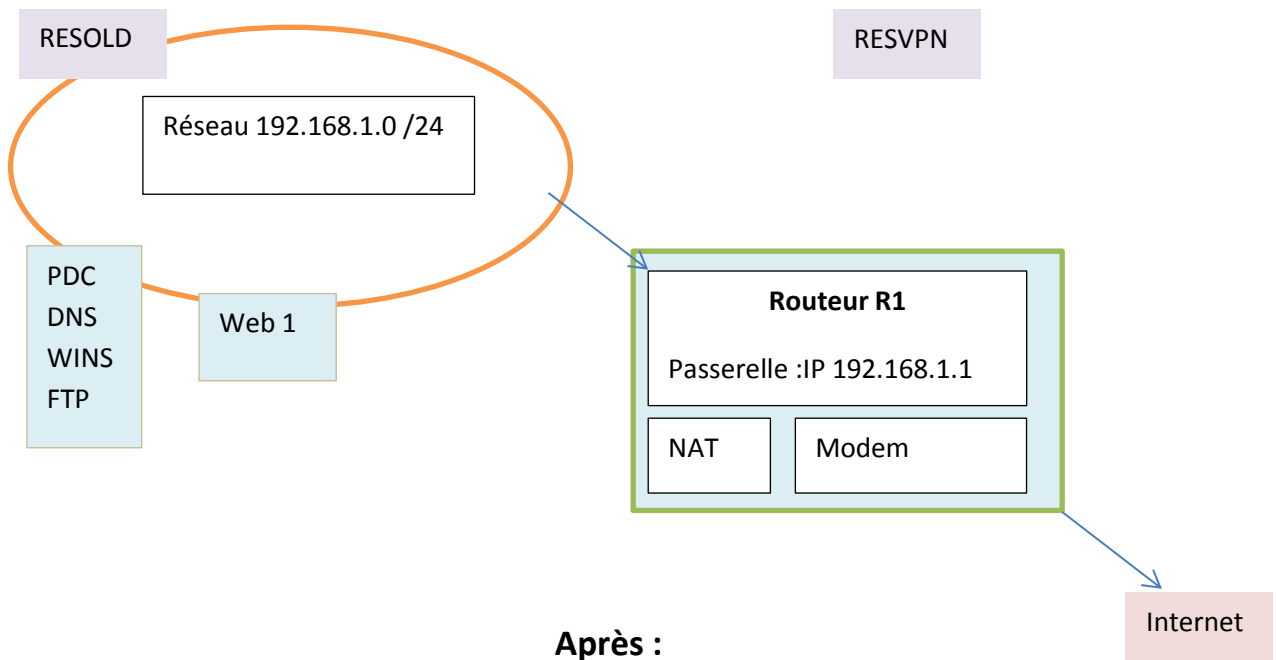 RESOLD
RESVPN
Réseau 192.168.1.0 /24
PDC
DNS
WINS
FTP
Web 1
Routeur R1
Passerelle :IP 192.168.1.1
NAT
Modem
Internet
Après :